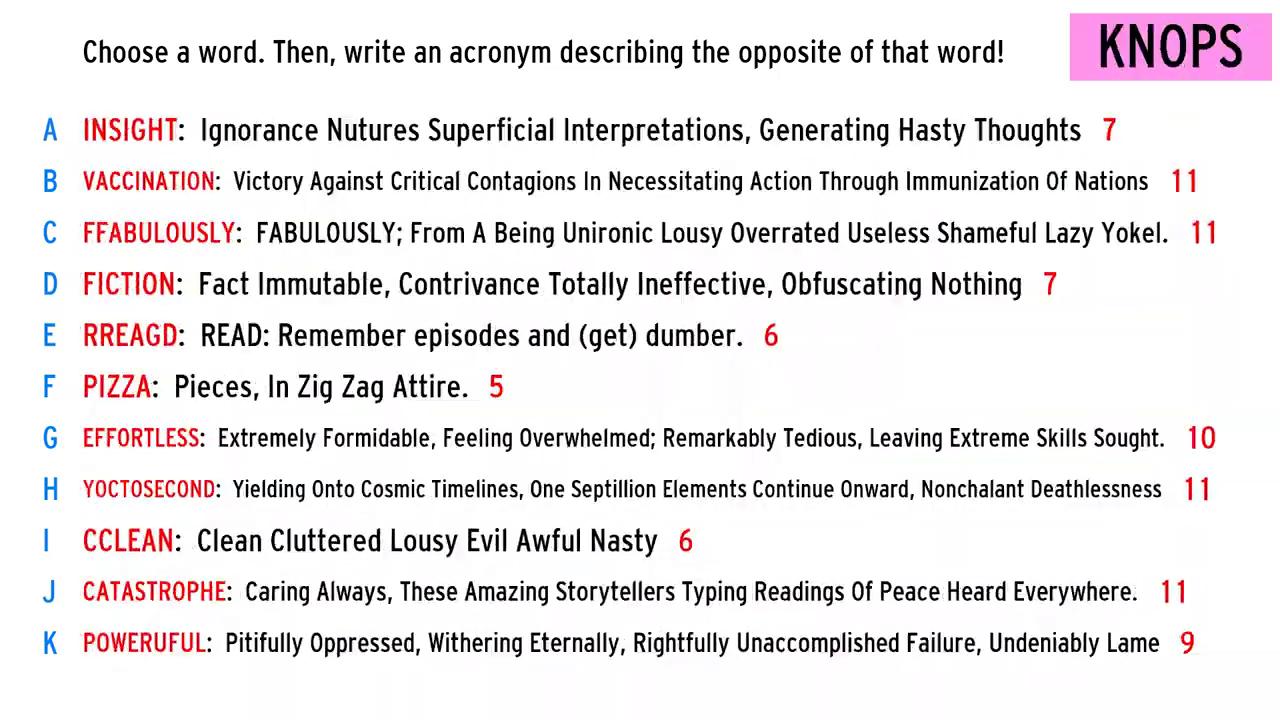 Choose a word. Then, write an acronym describing the opposite of that word!
KNOPS
A INSIGHT: Ignorance Nutures Superficial Interpretations, Generating Hasty Thoughts 7
B VACCINATION: Victory Against Critical Contagions In Necessitating Action Through Immunization Of Nations 11
C FFABULOUSLY: FABULOUSLY; From A Being Unironic Lousy Overrated Useless Shameful Lazy Yokel. 11
D FICTION: Fact Immutable, Contrivance Totally Ineffective, Obfuscating Nothing 7
E RREAGD: READ: Remember episodes and (get) dumber. 6
F PIZZA: Pieces, In Zig Zag Attire. 5
G EFFORTLESS: Extremely Formidable, Feeling Overwhelmed; Remarkably Tedious, Leaving Extreme Skills Sought. 10
H YOCTOSECOND: Yielding Onto Cosmic Timelines, One Septillion Elements Continue Onward, Nonchalant Deathlessness 11
I CCLEAN: Clean Cluttered Lousy Evil Awful Nasty 6
J CATASTROPHE: Caring Always, These Amazing Storytellers Typing Readings Of Peace Heard Everywhere. 11
K POWERUFUL: Pitifully Oppressed, Withering Eternally, Rightfully Unaccomplished Failure, Undeniably Lame 9